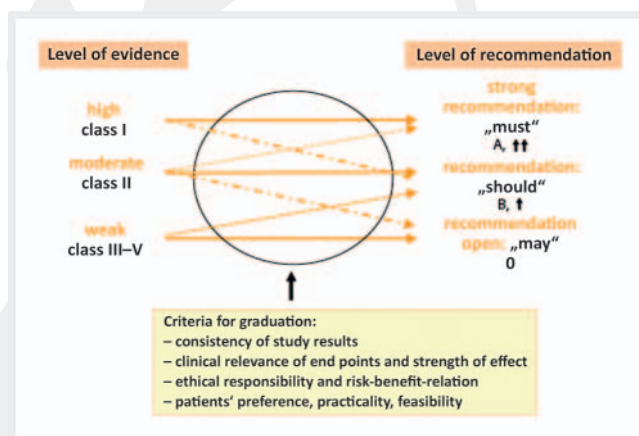 Level of evidence
high
class I
moderate
class II
weak
class III–V
Level of recommendation
strong
recommendation:
„must“
A, ⬆⬆
recommendation:
„should“
B, ⬆
recommendation
open: „may“
0
Criteria for graduation:
– consistency of study results
– clinical relevance of end points and strength of effect
– ethical responsibility and risk-benefit-relation
– patients‘ preference, practicality, feasibility